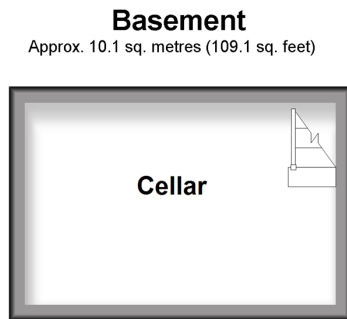 Basement
Approx. 10.1 sq. metres (109.1 sq. feet)
Cellar